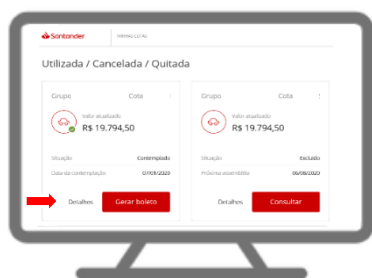 Santander
MINHAS COTAS
Utilizada / Cancelada / Quitada
Grupo Cota
Valor atualizado
R$ 19.794,50
Situação Contemplado
Data da contemplação 07/08/2020
Detalhes Gerar boleto
Grupo Cota
Valor atualizado
R$ 19.794,50
Situação Excluído
Próxima assembléia 06/08/2020
Detalhes Consultar